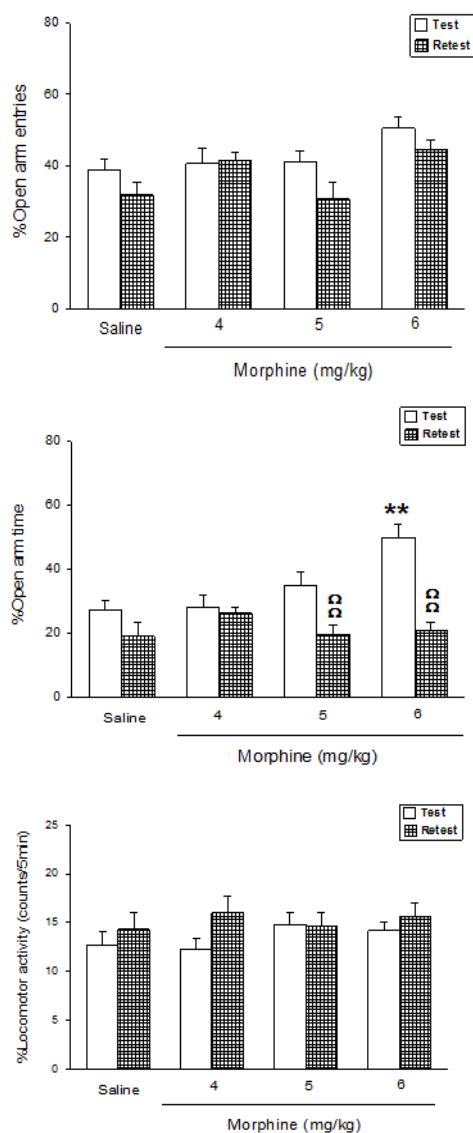 Test
Retest
80
60
40
20
0
%Open arm entries
Saline 4 5 6
Morphine (mg/kg)
Test
Retest
80
60
40
20
0
%Open arm time
**
ΩΩ
ΩΩ
Saline 4 5 6
Morphine (mg/kg)
Test
Retest
25
20
15
10
5
0
%Locomotor activity (counts/5min)
Saline 4 5 6
Morphine (mg/kg)